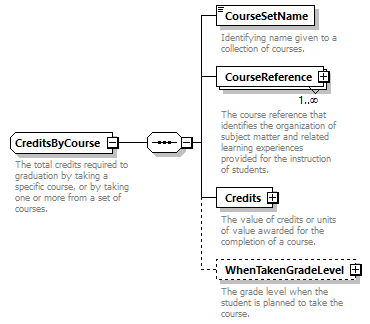 CourseSetName
Identifying name given to a
collection of courses.
CourseReference
1..∞
The course reference that
identifies the organization of
subject matter and related
learning experiences
provided for the instruction
of students.
CreditsByCourse
The total credits required to
graduation by taking a
specific course, or by taking
one or more from a set of
courses.
Credits
The value of credits or units
of value awarded for the
completion of a course.
WhenTakenGradeLevel
The grade level when the
student is planned to take the
course.